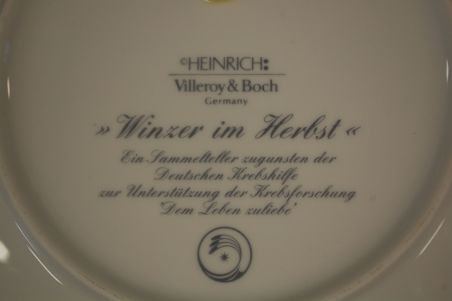 ©HEINRICH
Villeroy & Boch
Germany
»Winzer im Herbst«
Ein Sammelteller zugunsten der
Deutschen Krebshilfe
zur Unterstützung der Krebsforschung
"Dem Leben zuliebe"